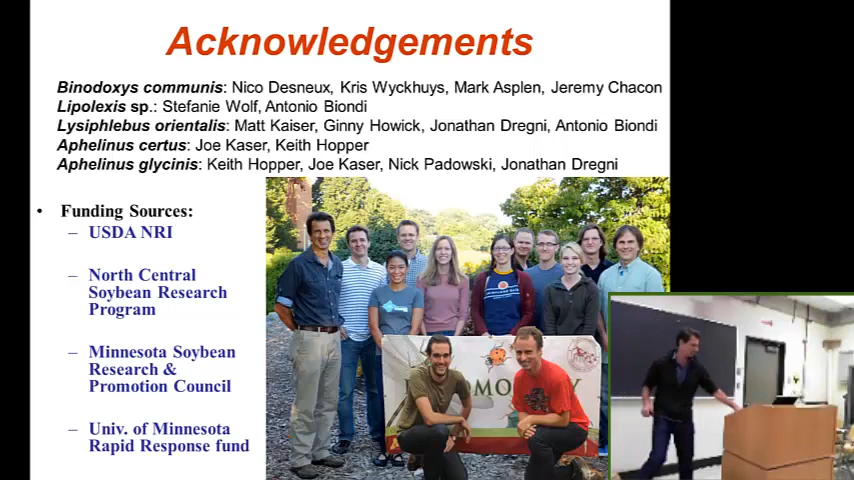 Acknowledgements
Binodoxys communis: Nico Desneux, Kris Wyckhuys, Mark Asplen, Jeremy Chacon
Lipolexis sp.: Stefanie Wolf, Antonio Biondi
Lysiphlebus orientalis: Matt Kaiser, Ginny Howick, Jonathan Dregni, Antonio Biondi
Aphelinus certus: Joe Kaser, Keith Hopper
Aphelinus glycinis: Keith Hopper, Joe Kaser, Nick Padowski, Jonathan Dregni
• Funding Sources:
– USDA NRI
– North Central
Soybean Research
Program
– Minnesota Soybean
Research &
Promotion Council
– Univ. of Minnesota
Rapid Response fund